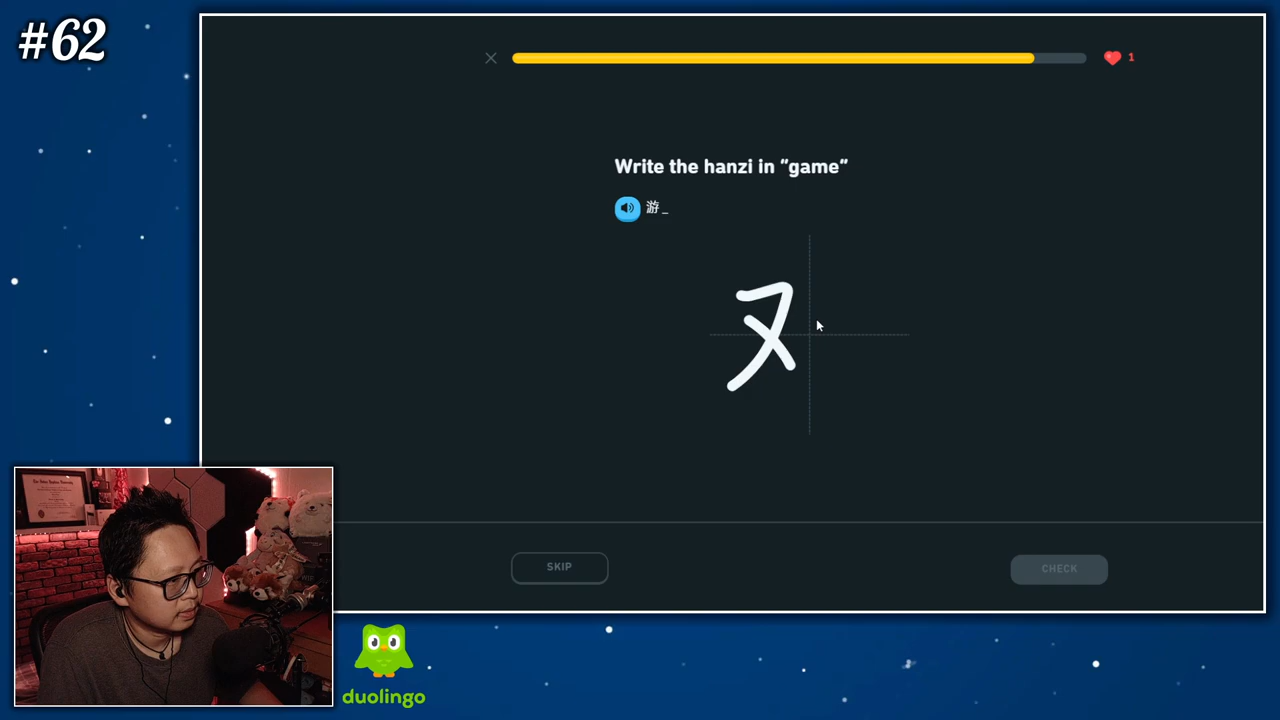 #62
1
Write the hanzi in “game”
游_
又
SKIP
CHECK
duolingo